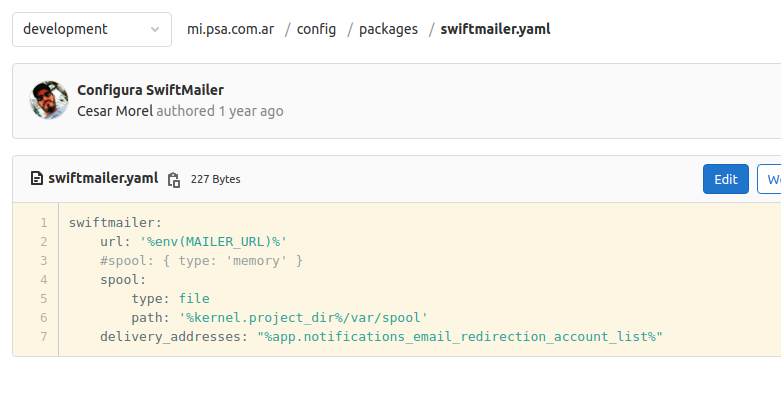 development mi.psa.com.ar / config / packages / swiftmailer.yaml
Configura SwiftMailer
Cesar Morel authored 1 year ago
swiftmailer.yaml 227 Bytes Edit
1 swiftmailer:
2     url: '%env(MAILER_URL)%'
3     #spool: { type: 'memory' }
4     spool:
5         type: file
6         path: '%kernel.project_dir%/var/spool'
7     delivery_addresses: "%app.notifications_email_redirection_account_list%"